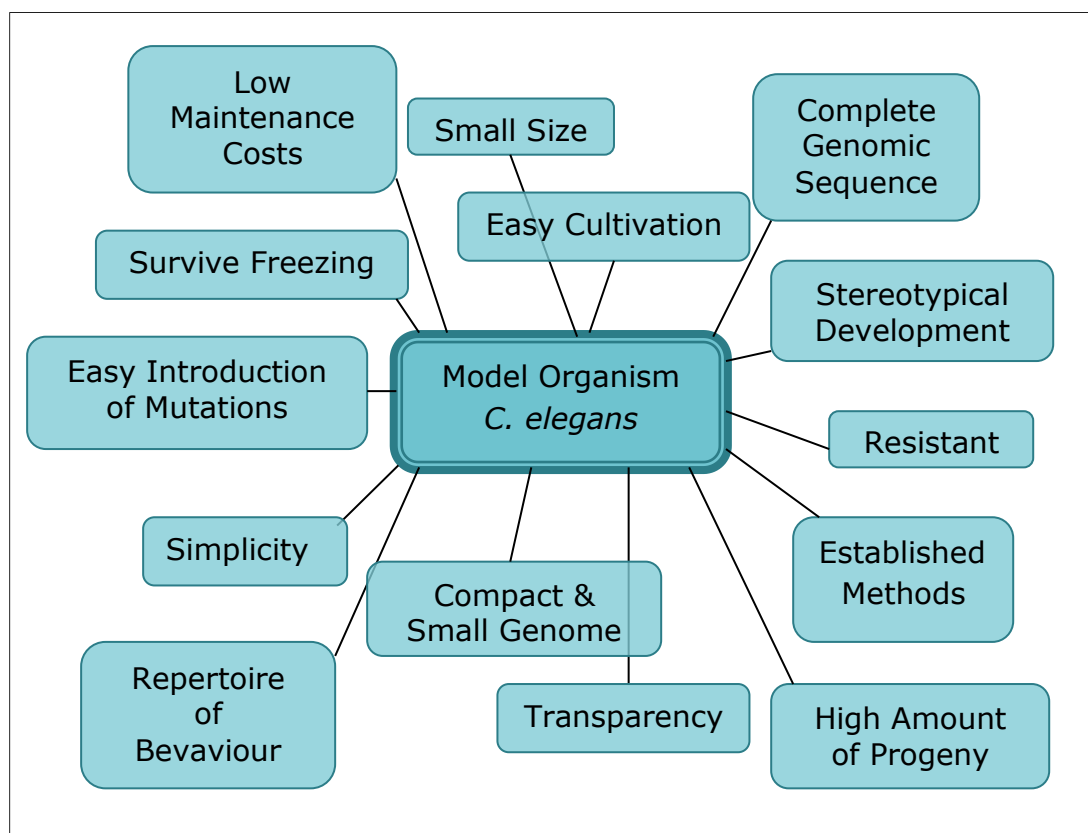 Low
Maintenance
Costs
Small Size
Complete
Genomic
Sequence
Easy Cultivation
Survive Freezing
Stereotypical
Development
Easy Introduction
of Mutations
Model Organism
C. elegans
Resistant
Simplicity
Established
Methods
Compact &
Small Genome
Repertoire
of
Bevaviour
Transparency
High Amount
of Progeny